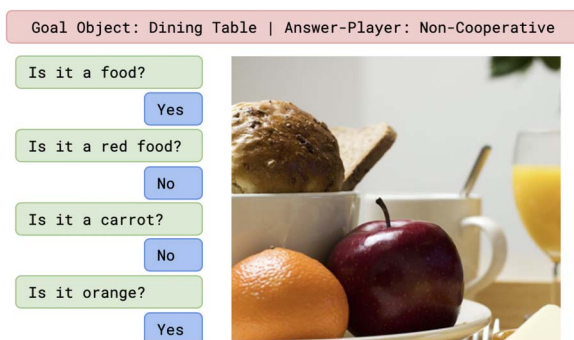 Goal Object: Dining Table | Answer-Player: Non-Cooperative
Is it a food?
Yes
Is it a red food?
No
Is it a carrot?
No
Is it orange?
Yes